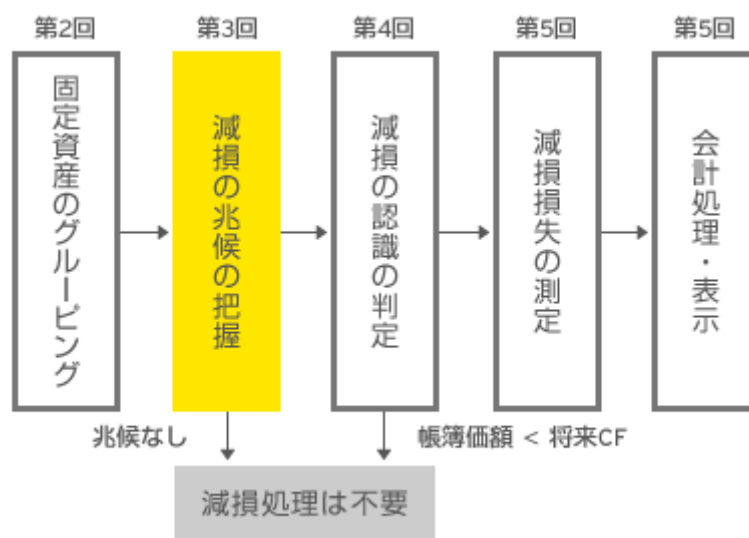 第2回
第3回
第4回
第5回
第5回
固定資産のグルーピング
減損の兆候の把握
減損の認識の判定
減損損失の測定
会計処理・表示
兆候なし
帳簿価額 < 将来CF
減損処理は不要